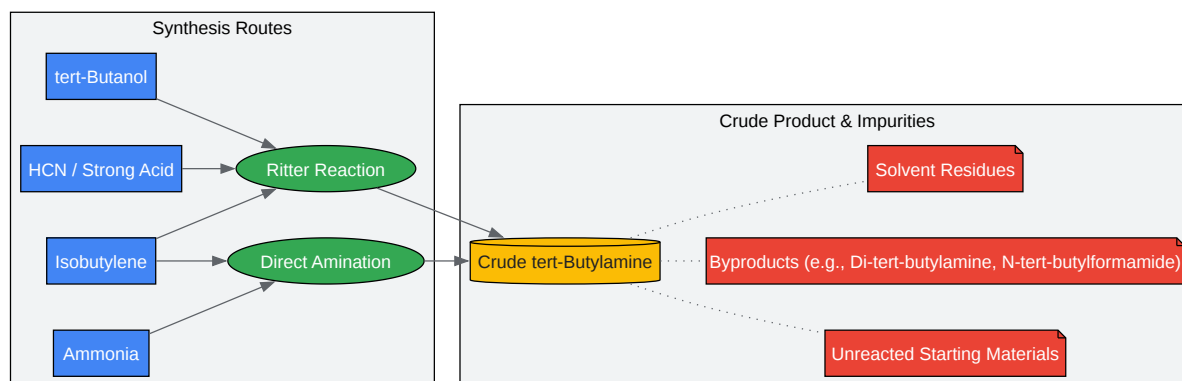 Synthesis Routes
tert-Butanol
HCN / Strong Acid
Isobutylene
Ammonia
Ritter Reaction
Direct Amination
Crude Product & Impurities
Crude tert-Butylamine
Solvent Residues
Byproducts (e.g., Di-tert-butylamine, N-tert-butylformamide)
Unreacted Starting Materials